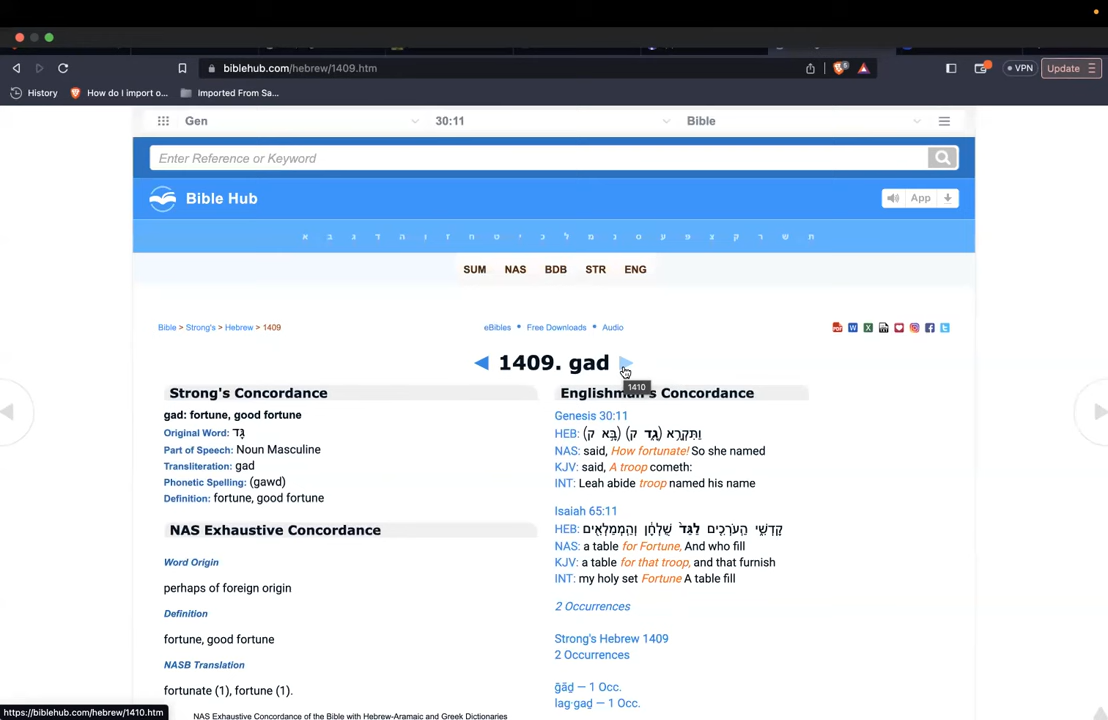 biblehub.com/hebrew/1409.htm
6
VPN
Update
History
How do I import o...
Imported From Sa...
Gen
30:11
Bible
Enter Reference or Keyword
Bible Hub
App
א ב ג ד ה ו ז ח ט י כ ל מ נ ס ע פ צ ק ר ש ת
SUM NAS BDB STR ENG
Bible > Strong's > Hebrew > 1409
eBibles • Free Downloads • Audio
1409. gad
1410
Strong's Concordance
gad: fortune, good fortune
Original Word: גָּד
Part of Speech: Noun Masculine
Transliteration: gad
Phonetic Spelling: (gawd)
Definition: fortune, good fortune
NAS Exhaustive Concordance
Word Origin
perhaps of foreign origin
Definition
fortune, good fortune
NASB Translation
fortunate (1), fortune (1).
NAS Exhaustive Concordance of the Bible with Hebrew-Aramaic and Greek Dictionaries
Englishman's Concordance
Genesis 30:11
HEB: (בָּ֣א ק) (גָ֑ד ק) וַתִּקְרָ֥א
NAS: said, How fortunate! So she named
KJV: said, A troop cometh:
INT: Leah abide troop named his name
Isaiah 65:11
HEB: קָדְשִׁ֑י הַֽעֹרְכִ֤ים לַגַּד֙ שֻׁלְחָ֔ן וְהַֽמְמַלְאִ֖ים
NAS: a table for Fortune, And who fill
KJV: a table for that troop, and that furnish
INT: my holy set Fortune A table fill
2 Occurrences
Strong's Hebrew 1409
2 Occurrences
ḡāḏ — 1 Occ.
lag·gaḏ — 1 Occ.
https://biblehub.com/hebrew/1410.htm